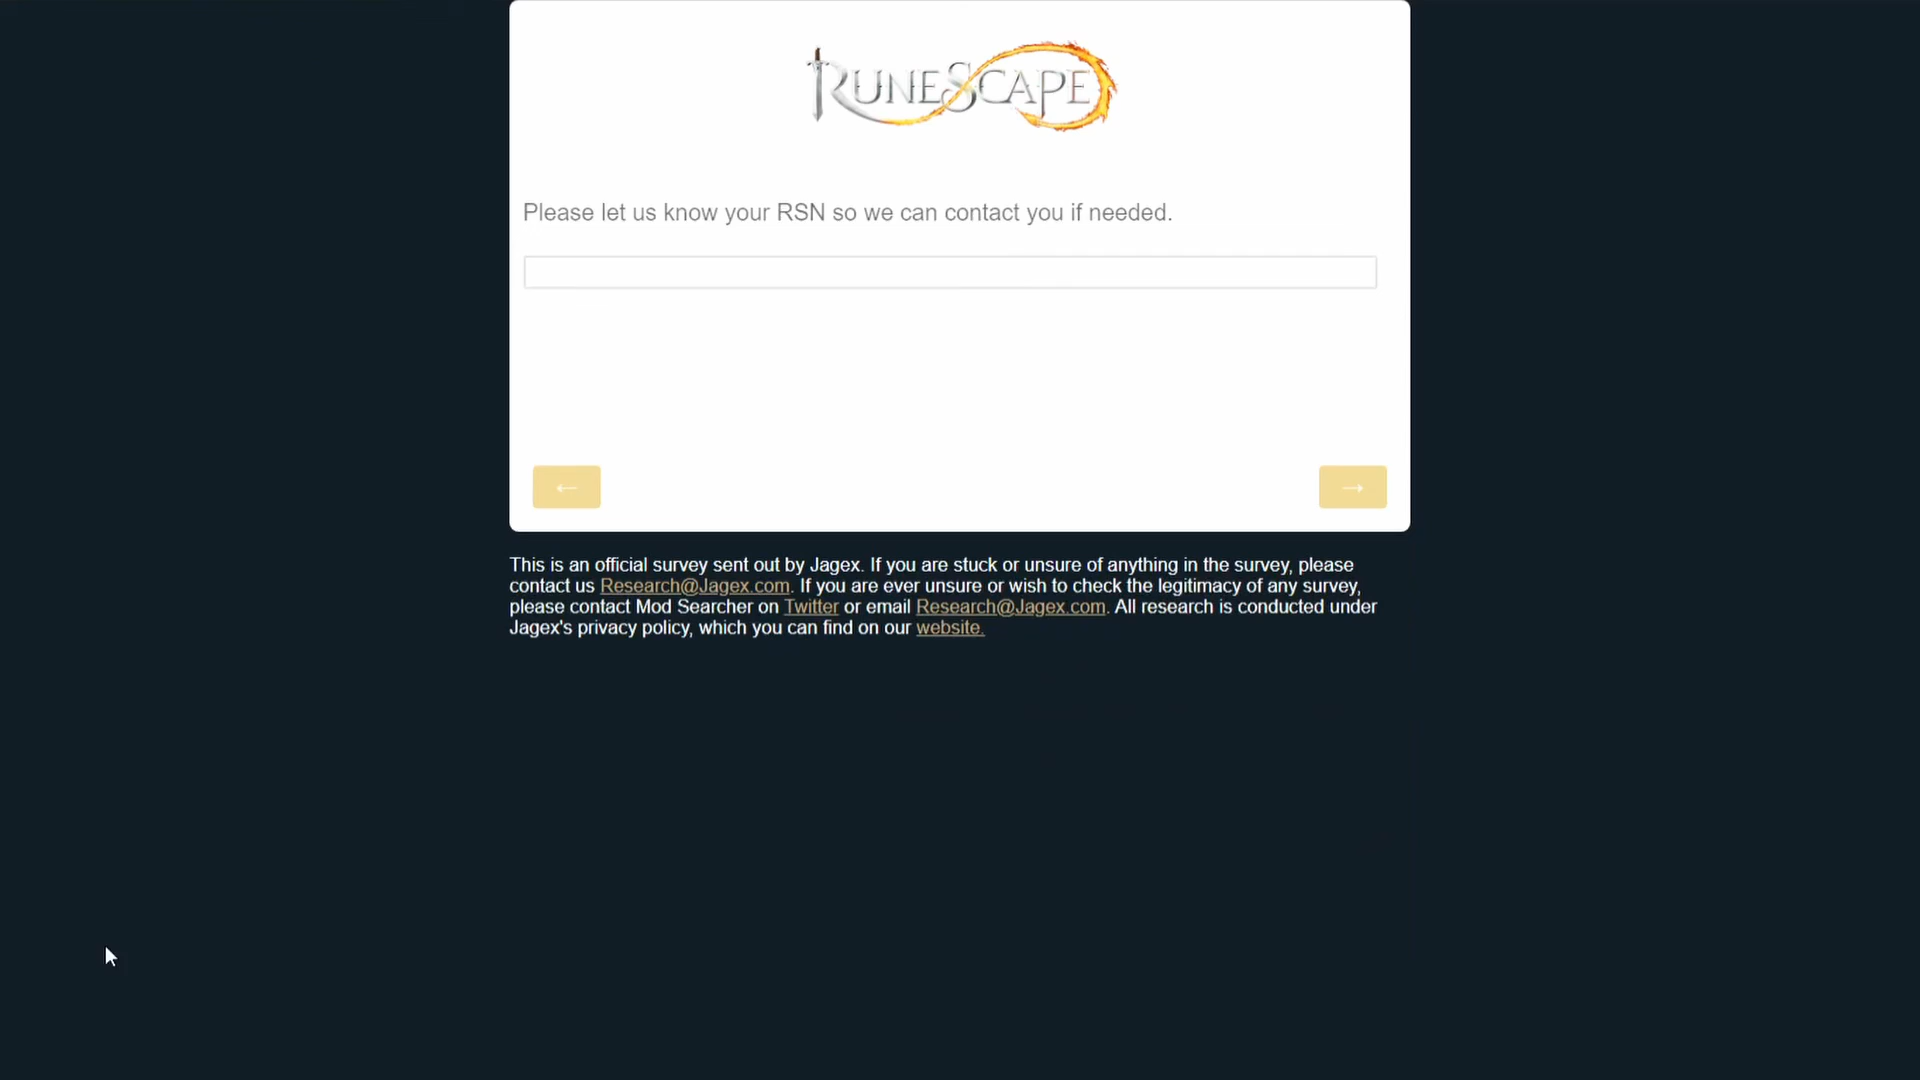 RUNESCAPE
Please let us know your RSN so we can contact you if needed.
←
→
This is an official survey sent out by Jagex. If you are stuck or unsure of anything in the survey, please
contact us Research@Jagex.com. If you are ever unsure or wish to check the legitimacy of any survey,
please contact Mod Searcher on Twitter or email Research@Jagex.com. All research is conducted under
Jagex's privacy policy, which you can find on our website.